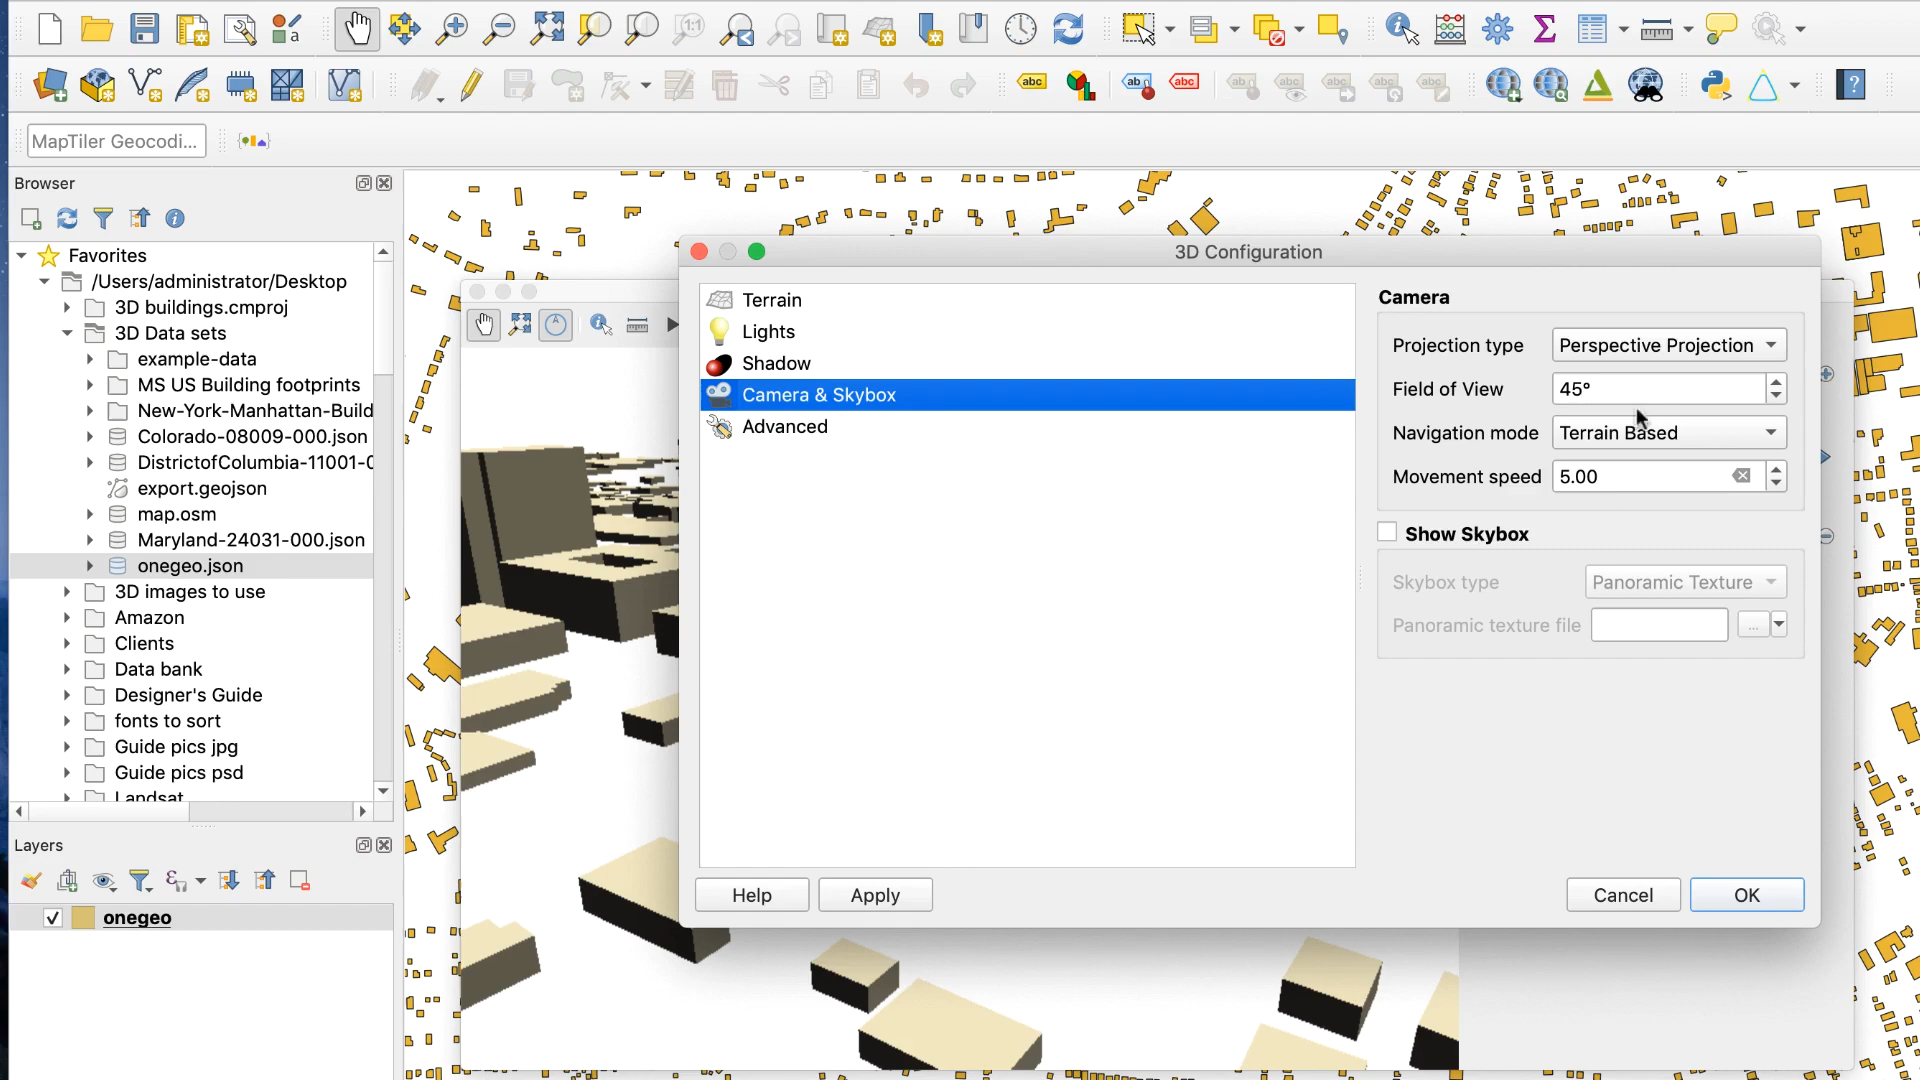 MapTiler Geocodi...
Browser
Favorites
/Users/administrator/Desktop
3D buildings.cmproj
3D Data sets
example-data
MS US Building footprints
New-York-Manhattan-Build
Colorado-08009-000.json
DistrictofColumbia-11001-0
export.geojson
map.osm
Maryland-24031-000.json
onegeo.json
3D images to use
Amazon
Clients
Data bank
Designer's Guide
fonts to sort
Guide pics jpg
Guide pics psd
Landsat
Layers
onegeo
3D Configuration
Terrain
Lights
Shadow
Camera & Skybox
Advanced
Camera
Projection type Perspective Projection
Field of View 45°
Navigation mode Terrain Based
Movement speed 5.00
Show Skybox
Skybox type Panoramic Texture
Panoramic texture file ...
Help Apply Cancel OK